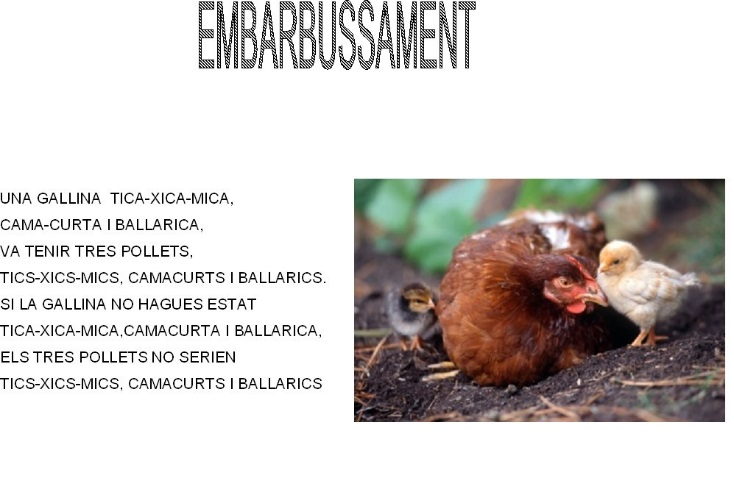 EMBARBUSSAMENT
UNA GALLINA TICA-XICA-MICA,
CAMA-CURTA I BALLARICA,
VA TENIR TRES POLLETS,
TICS-XICS-MICS, CAMACURTS I BALLARICS.
SI LA GALLINA NO HAGUES ESTAT
TICA-XICA-MICA,CAMACURTA I BALLARICA,
ELS TRES POLLETS NO SERIEN
TICS-XICS-MICS, CAMACURTS I BALLARICS